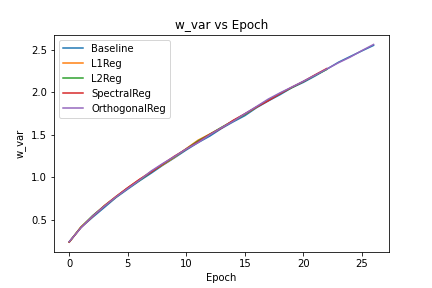 w_var vs Epoch
Baseline
L1Reg
L2Reg
SpectralReg
OrthogonalReg
w_var
2.5
2.0
1.5
1.0
0.5
0 5 10 15 20 25
Epoch